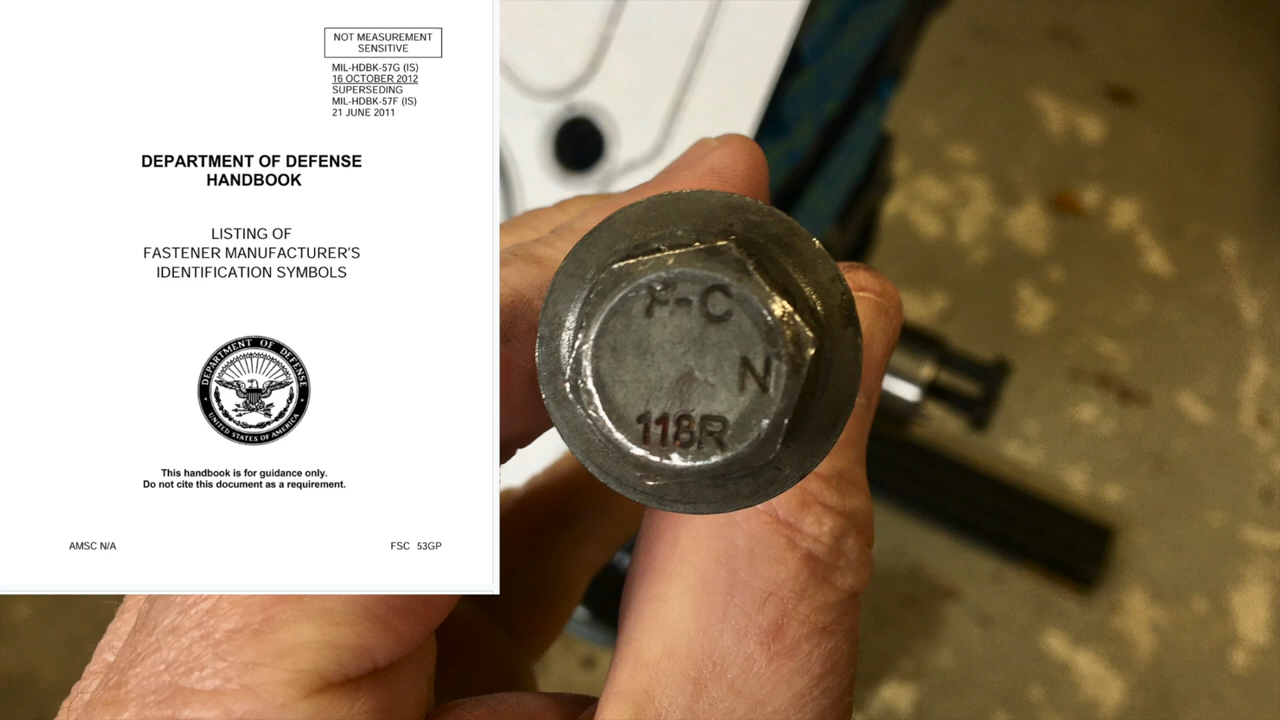 NOT MEASUREMENT
SENSITIVE
MIL-HDBK-57G (IS)
16 OCTOBER 2012
SUPERSEDING
MIL-HDBK-57F (IS)
21 JUNE 2011
DEPARTMENT OF DEFENSE
HANDBOOK
LISTING OF
FASTENER MANUFACTURER'S
IDENTIFICATION SYMBOLS
DEPARTMENT OF DEFENSE
UNITED STATES OF AMERICA
This handbook is for guidance only.
Do not cite this document as a requirement.
AMSC N/A
FSC 53GP
F-C
N
118R